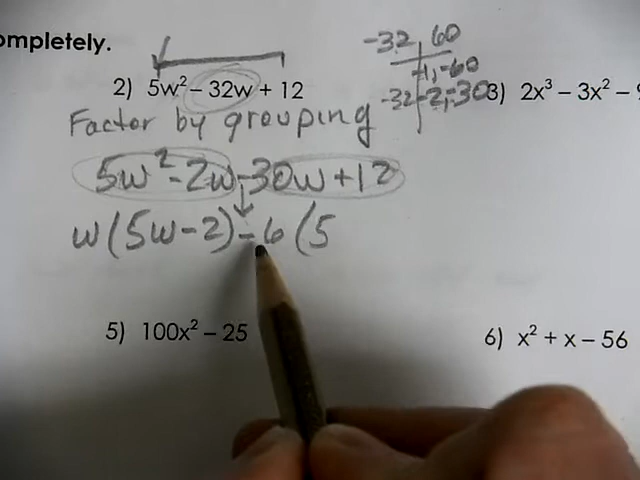 ompletely.
-32 60
-1, -60
-32 -2, -30
2) 5w² – 32w + 12
3) 2x³ – 3x² –
Factor by grouping
5w² - 2w - 30w + 12
w(5w - 2) - 6(5
5) 100x² – 25
6) x² + x – 56